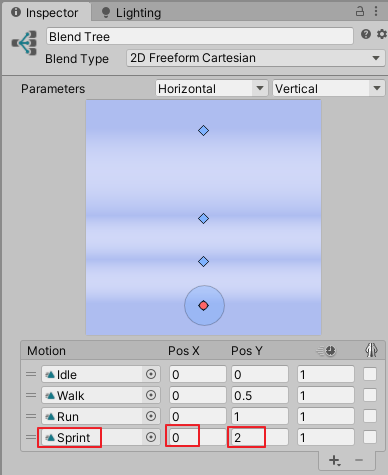 Inspector Lighting
Blend Tree
Blend Type 2D Freeform Cartesian
Parameters Horizontal Vertical
Motion Pos X Pos Y
Idle 0 0 1
Walk 0 0.5 1
Run 0 1 1
Sprint 0 2 1